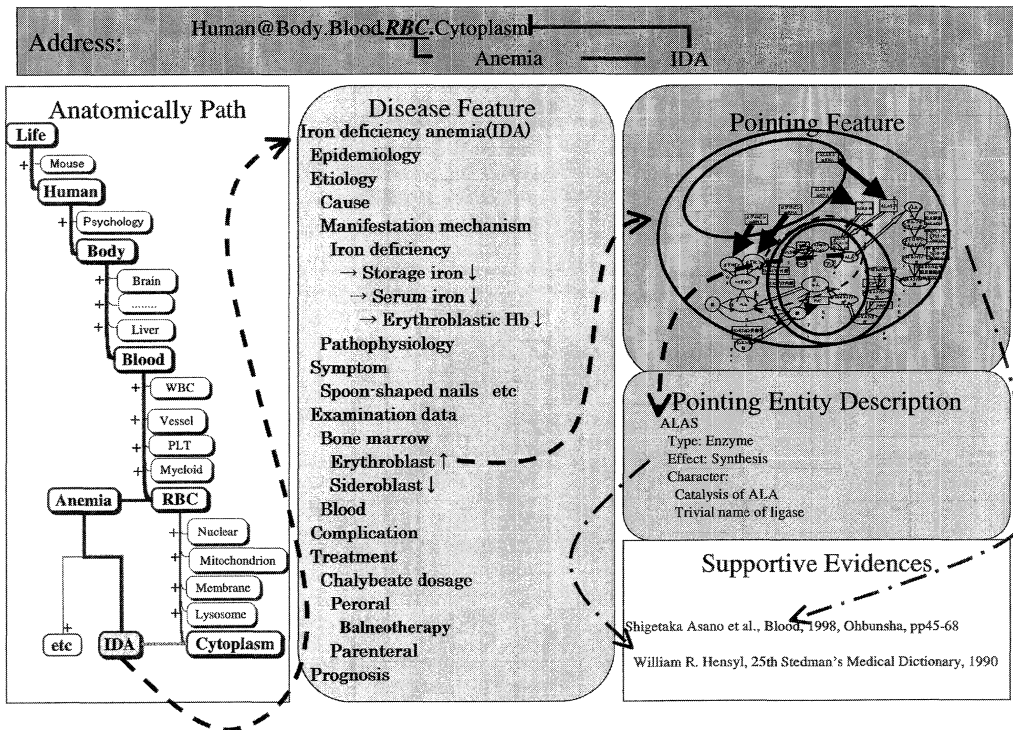 Address:
Human@Body.Blood.RBC.Cytoplasm
Anemia
IDA
Anatomically Path
Life
Mouse
Human
Psychology
Body
Brain
........
Liver
Blood
WBC
Vessel
PLT
Myeloid
Anemia
RBC
Nuclear
Mitochondrion
Membrane
Lysosome
etc
IDA
Cytoplasm
Disease Feature
Iron deficiency anemia(IDA)
Epidemiology
Etiology
Cause
Manifestation mechanism
Iron deficiency
→ Storage iron ↓
→ Serum iron ↓
→ Erythroblastic Hb ↓
Pathophysiology
Symptom
Spoon-shaped nails etc
Examination data
Bone marrow
Erythroblast ↑
Sideroblast ↓
Blood
Complication
Treatment
Chalybeate dosage
Peroral
Balneotherapy
Parenteral
Prognosis
Pointing Feature
Pointing Entity Description
ALAS
Type: Enzyme
Effect: Synthesis
Character:
Catalysis of ALA
Trivial name of ligase
Supportive Evidences
Shigetaka Asano et al., Blood, 1998, Ohbunsha, pp45-68
William R. Hensyl, 25th Stedman's Medical Dictionary, 1990